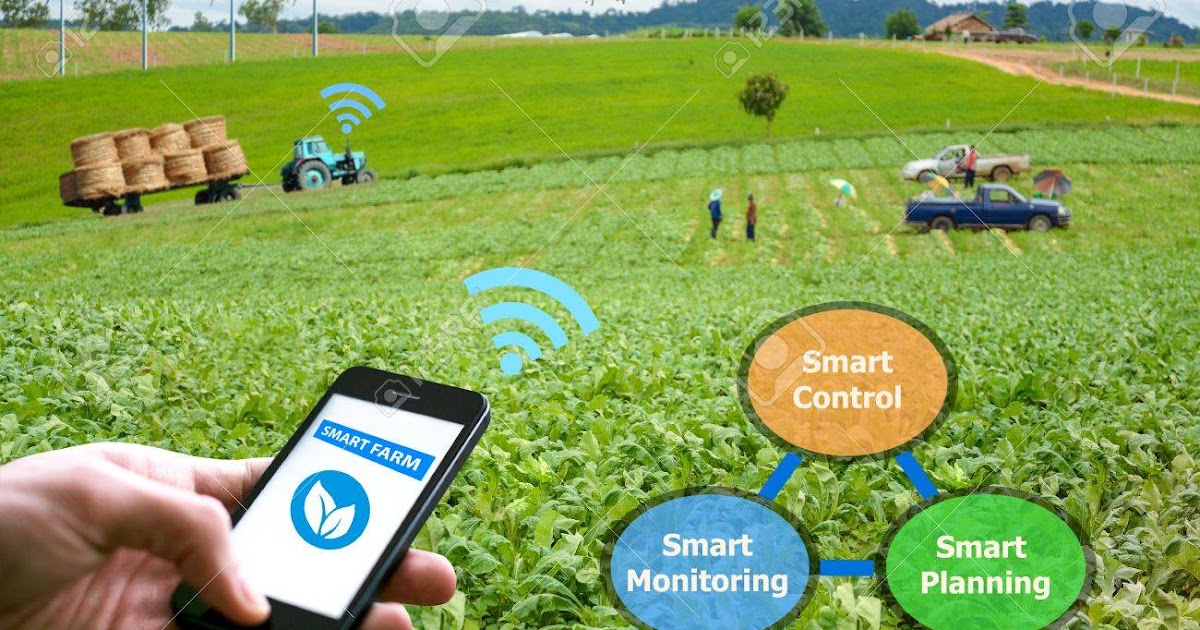 SMART FARM
Smart
Control
Smart
Monitoring
Smart
Planning